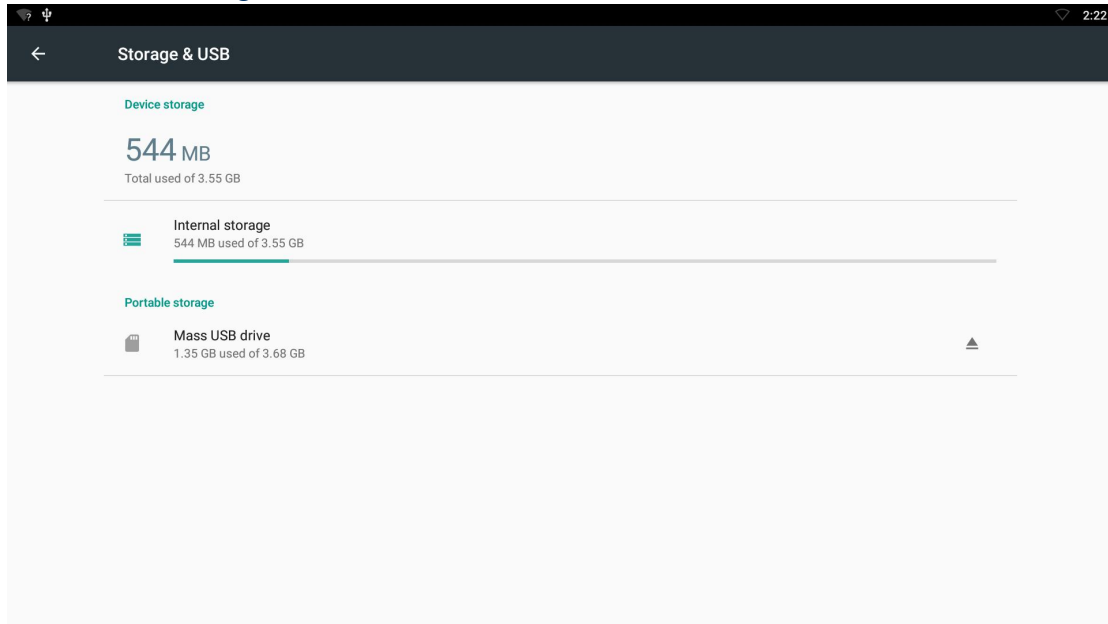 2:22
Storage & USB
Device storage
544 MB
Total used of 3.55 GB
Internal storage
544 MB used of 3.55 GB
Portable storage
Mass USB drive
1.35 GB used of 3.68 GB